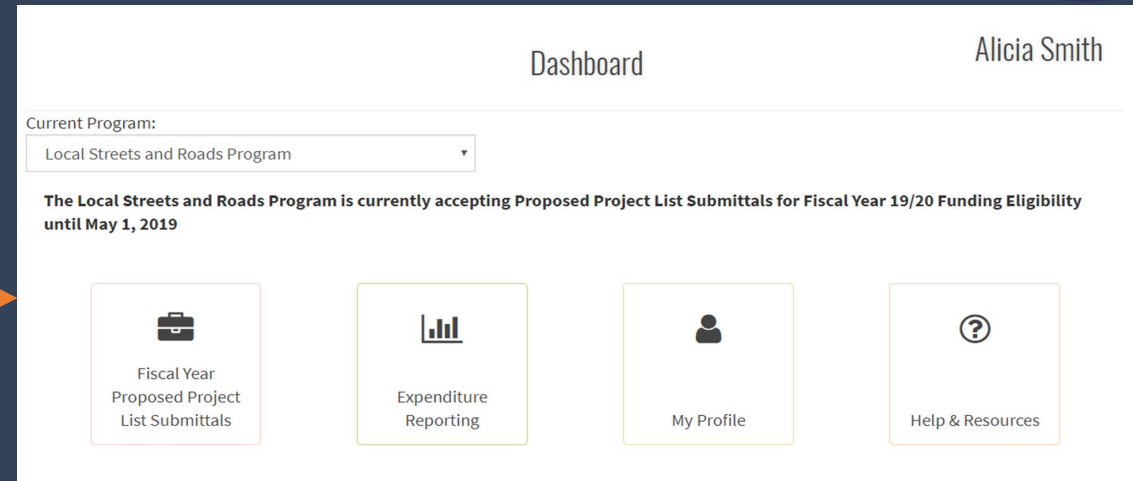 Dashboard
Alicia Smith
Current Program:
Local Streets and Roads Program
The Local Streets and Roads Program is currently accepting Proposed Project List Submittals for Fiscal Year 19/20 Funding Eligibility
until May 1, 2019
Fiscal Year
Proposed Project
List Submittals
Expenditure
Reporting
My Profile
Help & Resources